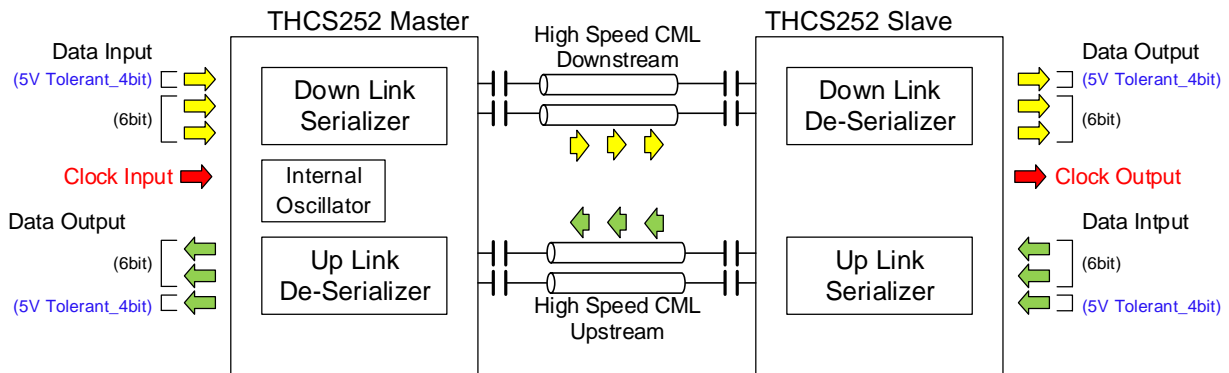 THCS252 Master
THCS252 Slave
Data Input
(5V Tolerant_4bit)
(6bit)
Clock Input
Data Output
(6bit)
(5V Tolerant_4bit)
Down Link
Serializer
Internal
Oscillator
Up Link
De-Serializer
High Speed CML
Downstream
High Speed CML
Upstream
Down Link
De-Serializer
Up Link
Serializer
Data Output
(5V Tolerant_4bit)
(6bit)
Clock Output
Data Intput
(6bit)
(5V Tolerant_4bit)